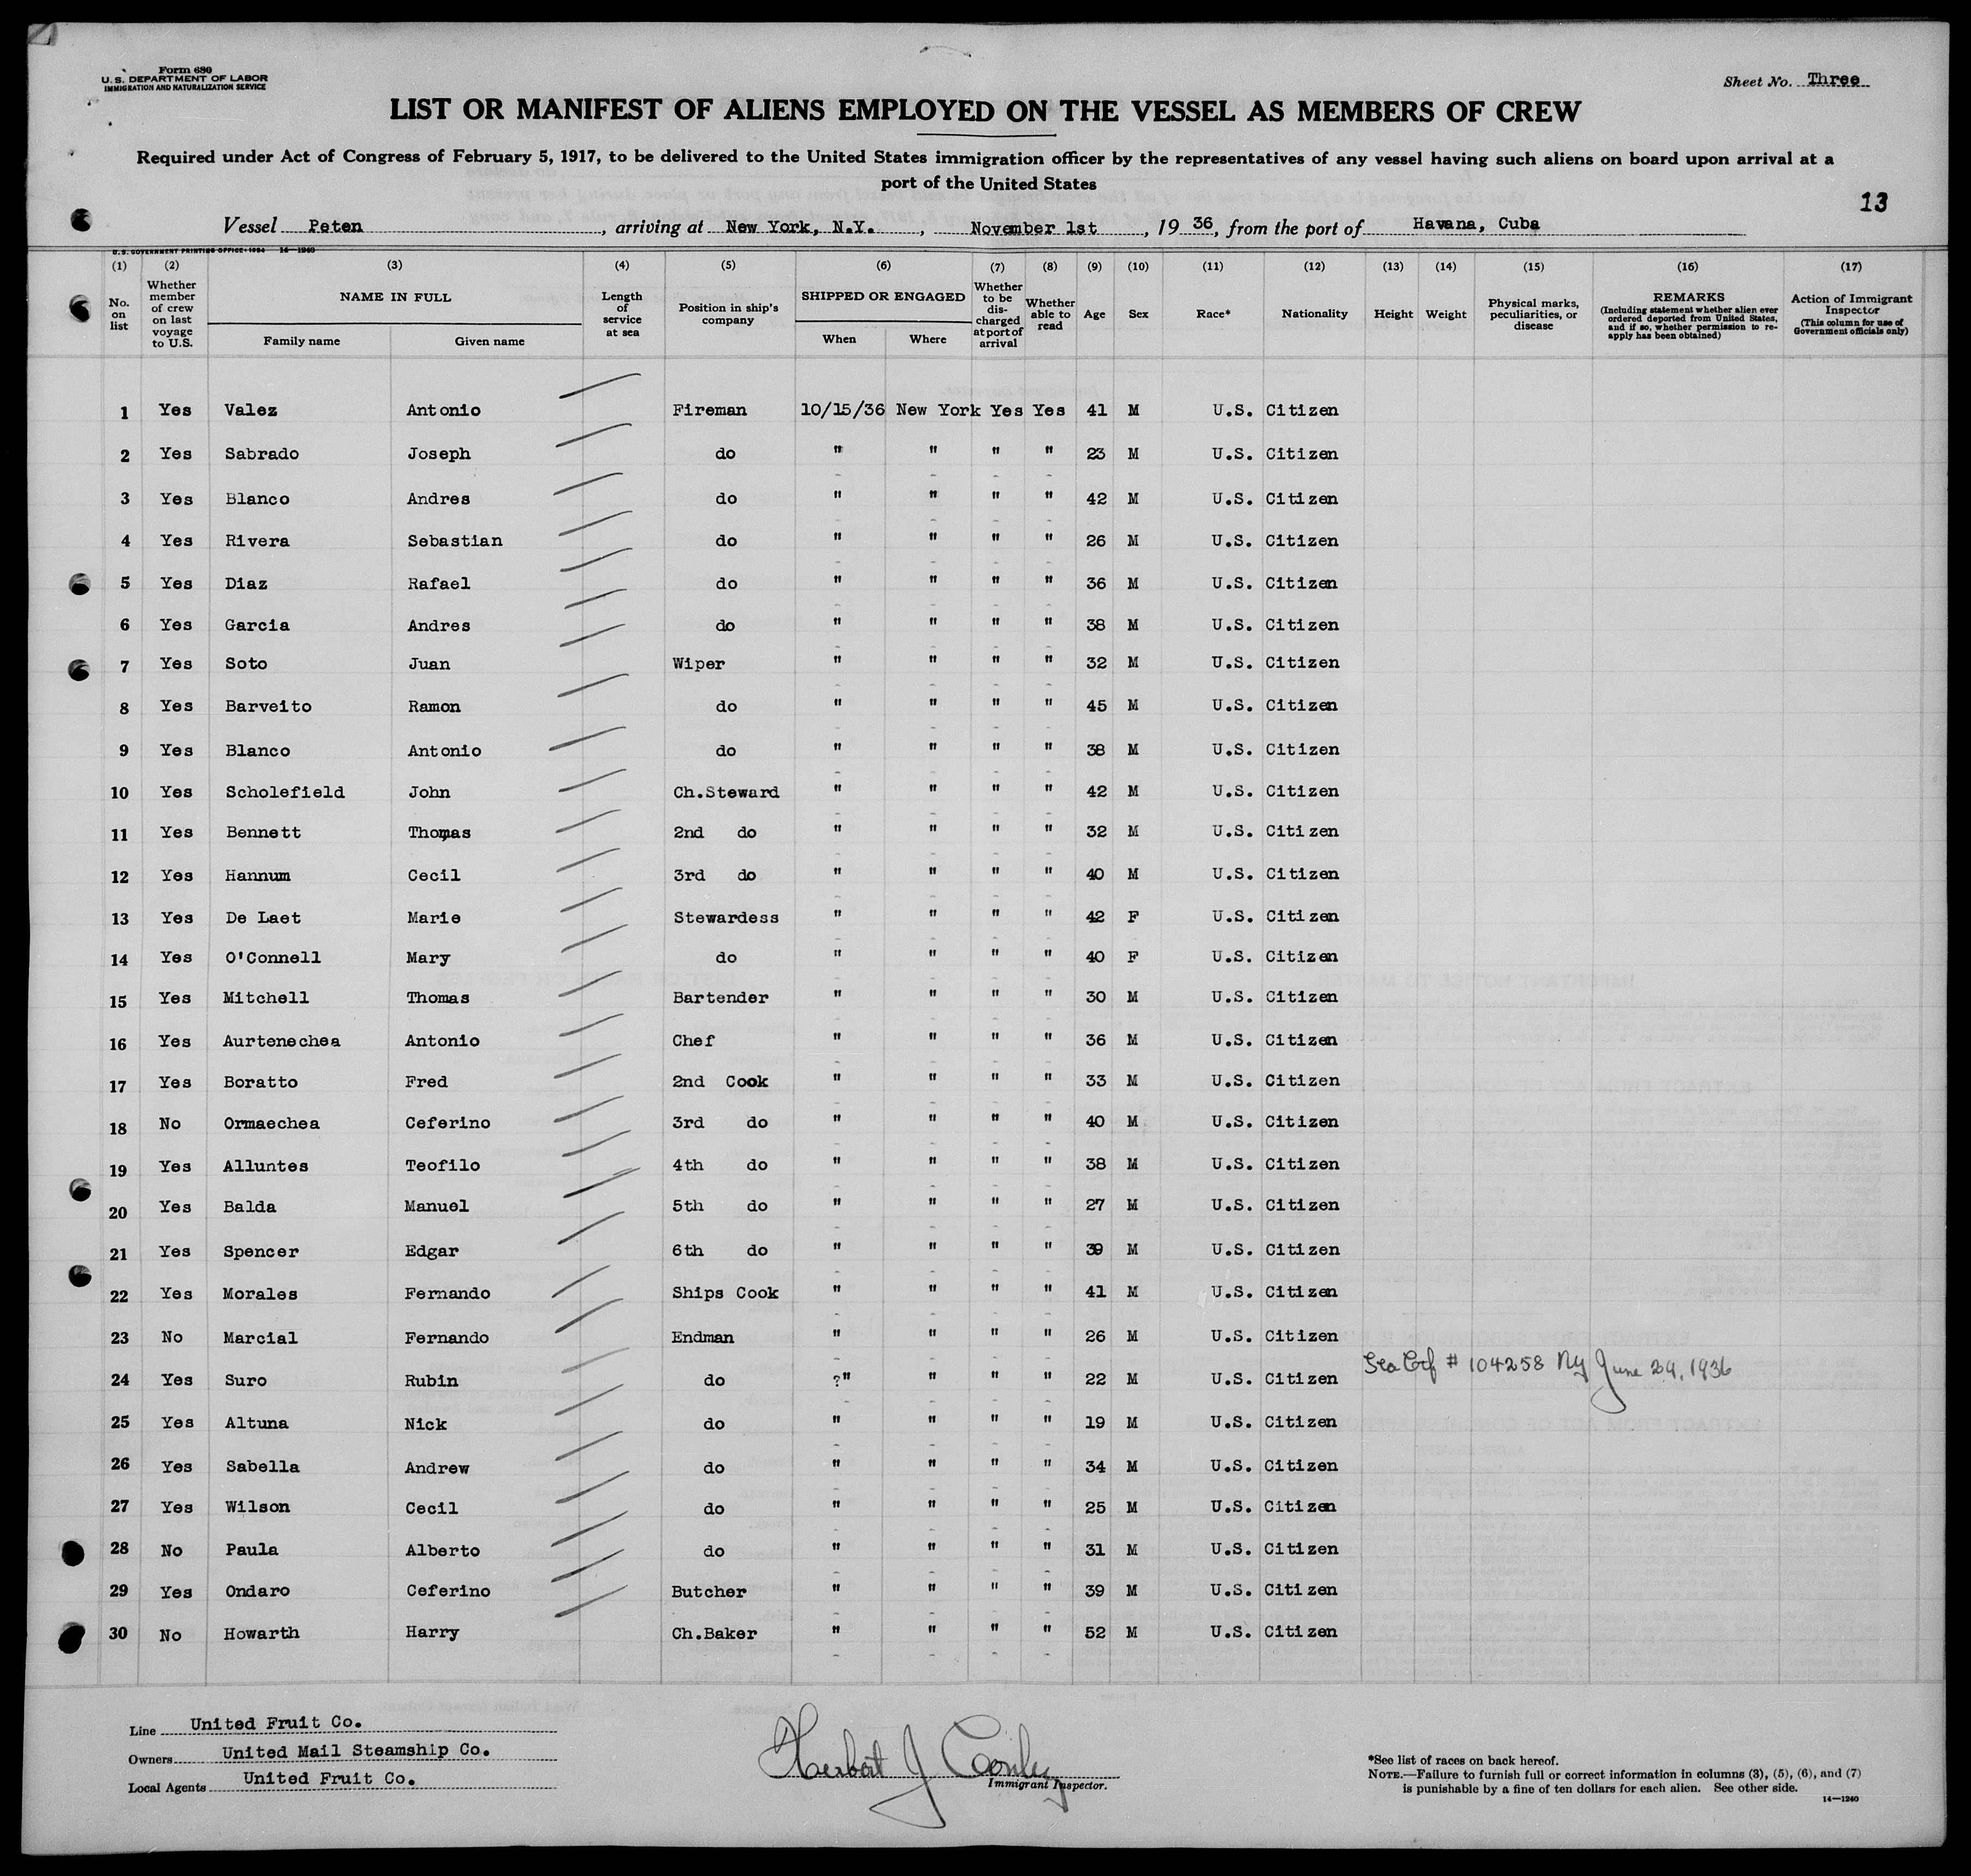 Form 680
U. S. DEPARTMENT OF LABOR
IMMIGRATION AND NATURALIZATION SERVICE
Sheet No. Three
LIST OR MANIFEST OF ALIENS EMPLOYED ON THE VESSEL AS MEMBERS OF CREW
Required under Act of Congress of February 5, 1917, to be delivered to the United States immigration officer by the representatives of any vessel having such aliens on board upon arrival at a
port of the United States
13
Vessel Peten, arriving at New York, N.Y., November 1st, 19 36, from the port of Havana, Cuba
U. S. GOVERNMENT PRINTING OFFICE: 1934 14—1240
(1) (2) (3) (4) (5) (6) (7) (8) (9) (10) (11) (12) (13) (14) (15) (16) (17)
No. on list
Whether member of crew on last voyage to U.S.
NAME IN FULL
Family name Given name
Length of service at sea
Position in ship's company
SHIPPED OR ENGAGED
When Where
Whether to be discharged at port of arrival
Whether able to read
Age
Sex
Race*
Nationality
Height
Weight
Physical marks, peculiarities, or disease
REMARKS
(Including statement whether alien ever ordered deported from United States, and if so, whether permission to re-apply has been obtained)
Action of Immigrant Inspector
(This column for use of Government officials only)
1 Yes Valez Antonio Fireman 10/15/36 New York Yes Yes 41 M U.S. Citizen
2 Yes Sabrado Joseph do " " " " 23 M U.S. Citizen
3 Yes Blanco Andres do " " " " 42 M U.S. Citizen
4 Yes Rivera Sebastian do " " " " 26 M U.S. Citizen
5 Yes Diaz Rafael do " " " " 36 M U.S. Citizen
6 Yes Garcia Andres do " " " " 38 M U.S. Citizen
7 Yes Soto Juan Wiper " " " " 32 M U.S. Citizen
8 Yes Barveito Ramon do " " " " 45 M U.S. Citizen
9 Yes Blanco Antonio do " " " " 38 M U.S. Citizen
10 Yes Scholefield John Ch.Steward " " " " 42 M U.S. Citizen
11 Yes Bennett Thomas 2nd do " " " " 32 M U.S. Citizen
12 Yes Hannum Cecil 3rd do " " " " 40 M U.S. Citizen
13 Yes De Laet Marie Stewardess " " " " 42 F U.S. Citizen
14 Yes O'Connell Mary do " " " " 40 F U.S. Citizen
15 Yes Mitchell Thomas Bartender " " " " 30 M U.S. Citizen
16 Yes Aurtenechea Antonio Chef " " " " 36 M U.S. Citizen
17 Yes Boratto Fred 2nd Cook " " " " 33 M U.S. Citizen
18 No Ormaechea Ceferino 3rd do " " " " 40 M U.S. Citizen
19 Yes Alluntes Teofilo 4th do " " " " 38 M U.S. Citizen
20 Yes Balda Manuel 5th do " " " " 27 M U.S. Citizen
21 Yes Spencer Edgar 6th do " " " " 39 M U.S. Citizen
22 Yes Morales Fernando Ships Cook " " " " 41 M U.S. Citizen
23 No Marcial Fernando Endman " " " " 26 M U.S. Citizen
24 Yes Suro Rubin do ?" " " " 22 M U.S. Citizen Sea Ctf # 104258 NY June 29, 1936
25 Yes Altuna Nick do " " " " 19 M U.S. Citizen
26 Yes Sabella Andrew do " " " " 34 M U.S. Citizen
27 Yes Wilson Cecil do " " " " 25 M U.S. Citizen
28 No Paula Alberto do " " " " 31 M U.S. Citizen
29 Yes Ondaro Ceferino Butcher " " " " 39 M U.S. Citizen
30 No Howarth Harry Ch.Baker " " " " 52 M U.S. Citizen
Line United Fruit Co.
Owners United Mail Steamship Co.
Local Agents United Fruit Co.
Herbert J Conley
Immigrant Inspector.
*See list of races on back hereof.
NOTE.—Failure to furnish full or correct information in columns (3), (5), (6), and (7)
is punishable by a fine of ten dollars for each alien. See other side.
14—1240